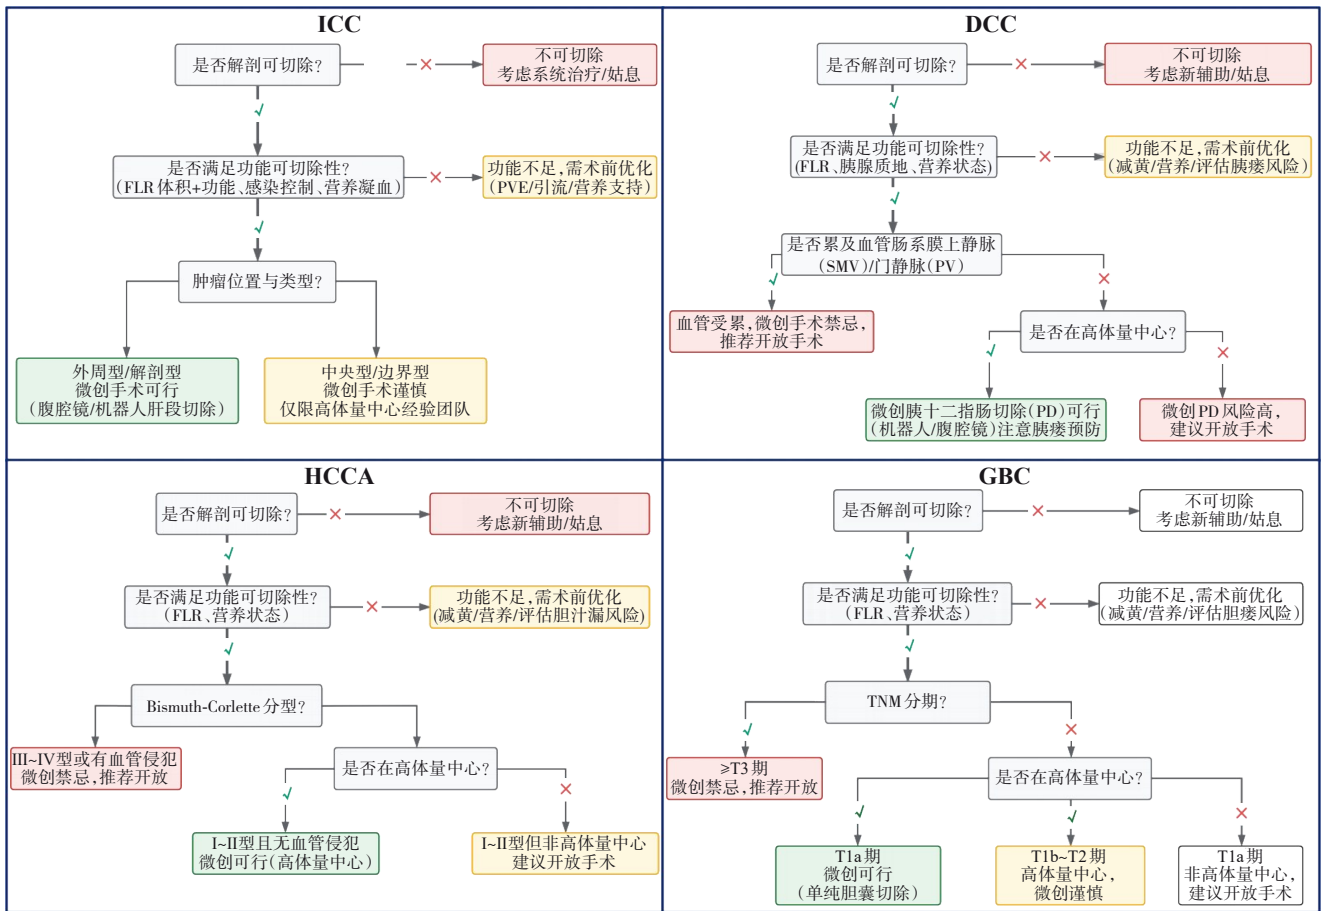 ICC
是否解剖可切除?
不可切除
考虑系统治疗/姑息
是否满足功能可切除性?
(FLR体积+功能、感染控制、营养凝血)
功能不足,需术前优化
(PVE/引流/营养支持)
肿瘤位置与类型?
外周型/解剖型
微创手术可行
(腹腔镜/机器人肝段切除)
中央型/边界型
微创手术谨慎
仅限高体量中心经验团队
DCC
是否解剖可切除?
不可切除
考虑新辅助/姑息
是否满足功能可切除性?
(FLR、胰腺质地、营养状态)
功能不足,需术前优化
(减黄/营养/评估胰瘘风险)
是否累及血管肠系膜上静脉
(SMV)/门静脉(PV)
血管受累,微创手术禁忌,
推荐开放手术
是否在高体量中心?
微创胰十二指肠切除(PD)可行
(机器人/腹腔镜)注意胰瘘预防
微创PD风险高,
建议开放手术
HCCA
是否解剖可切除?
不可切除
考虑新辅助/姑息
是否满足功能可切除性?
(FLR、营养状态)
功能不足,需术前优化
(减黄/营养/评估胆汁漏风险)
Bismuth-Corlette分型?
III~IV型或有血管侵犯
微创禁忌,推荐开放
是否在高体量中心?
I~II型且无血管侵犯
微创可行(高体量中心)
I~II型但非高体量中心
建议开放手术
GBC
是否解剖可切除?
不可切除
考虑新辅助/姑息
是否满足功能可切除性?
(FLR、营养状态)
功能不足,需术前优化
(减黄/营养/评估胆瘘风险)
TNM分期?
≥T3期
微创禁忌,推荐开放
是否在高体量中心?
T1a期
微创可行
(单纯胆囊切除)
T1b~T2期
高体量中心,
微创谨慎
T1a期
非高体量中心,
建议开放手术